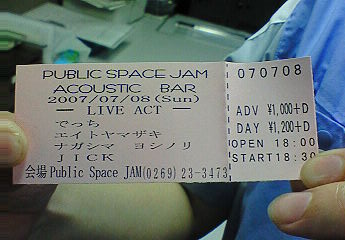 PUBLIC SPACE JAM
ACOUSTIC BAR
2007/07/08(Sun)
— LIVE ACT —
でっち
エイトヤマザキ
ナガシマ ヨシノリ
JICK
会場Public Space JAM(0269)23-3473
070708
ADV ¥1,000+D
DAY ¥1,200+D
OPEN 18:00
START18:30